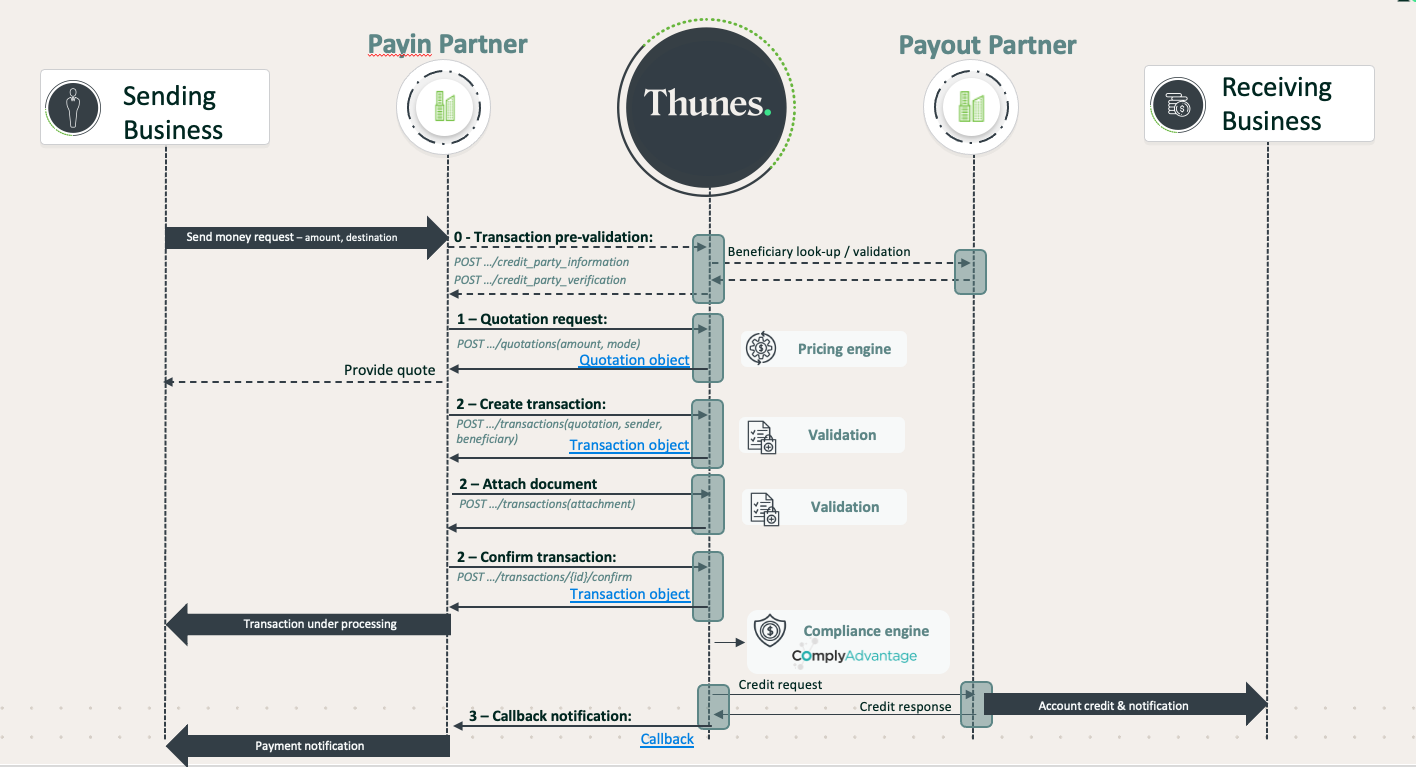 Payin Partner
Payout Partner
Sending
Business
Thunes.
Receiving
Business
Send money request – amount, destination
0 - Transaction pre-validation:
POST .../credit_party_information
POST .../credit_party_verification
Beneficiary look-up / validation
1 – Quotation request:
POST .../quotations(amount, mode)
Quotation object
Pricing engine
Provide quote
2 – Create transaction:
POST .../transactions(quotation, sender,
beneficiary)
Transaction object
Validation
2 – Attach document
POST .../transactions(attachment)
Validation
2 – Confirm transaction:
POST .../transactions/{id}/confirm
Transaction object
Transaction under processing
Compliance engine
ComplyAdvantage
Credit request
Credit response
Account credit & notification
3 – Callback notification:
Callback
Payment notification